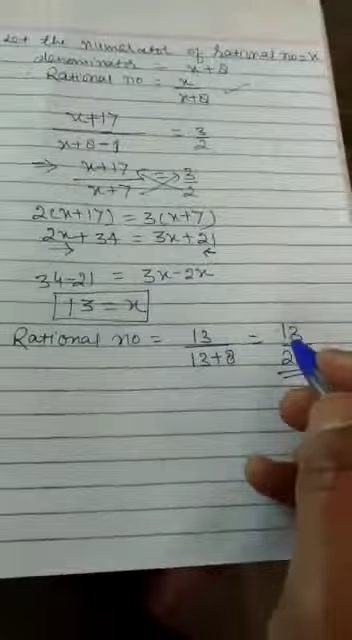 Let the numerator of rational no = x
denominator = x+8
∴ Rational no = x/x+8
x+17/x+8-1 = 3/2
⇒ x+17/x+7 = 3/2
2(x+17) = 3(x+7)
2x+34 = 3x+21
34-21 = 3x-2x
13 = x
Rational no = 13/13+8 = 13/2